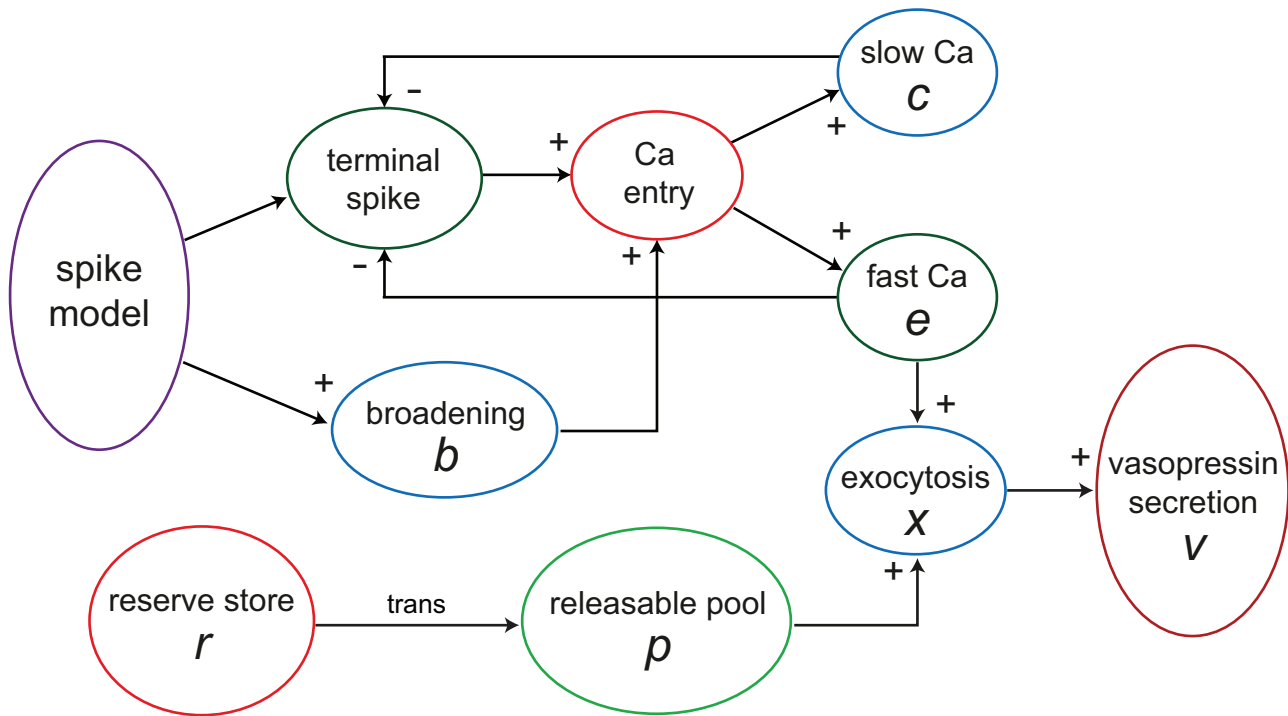 slow Ca
c
-
+
terminal
spike
+
Ca
entry
spike
model
-
+
+
fast Ca
e
+
broadening
b
+
+
vasopressin
secretion
v
exocytosis
x
+
reserve store
r
trans
releasable pool
p